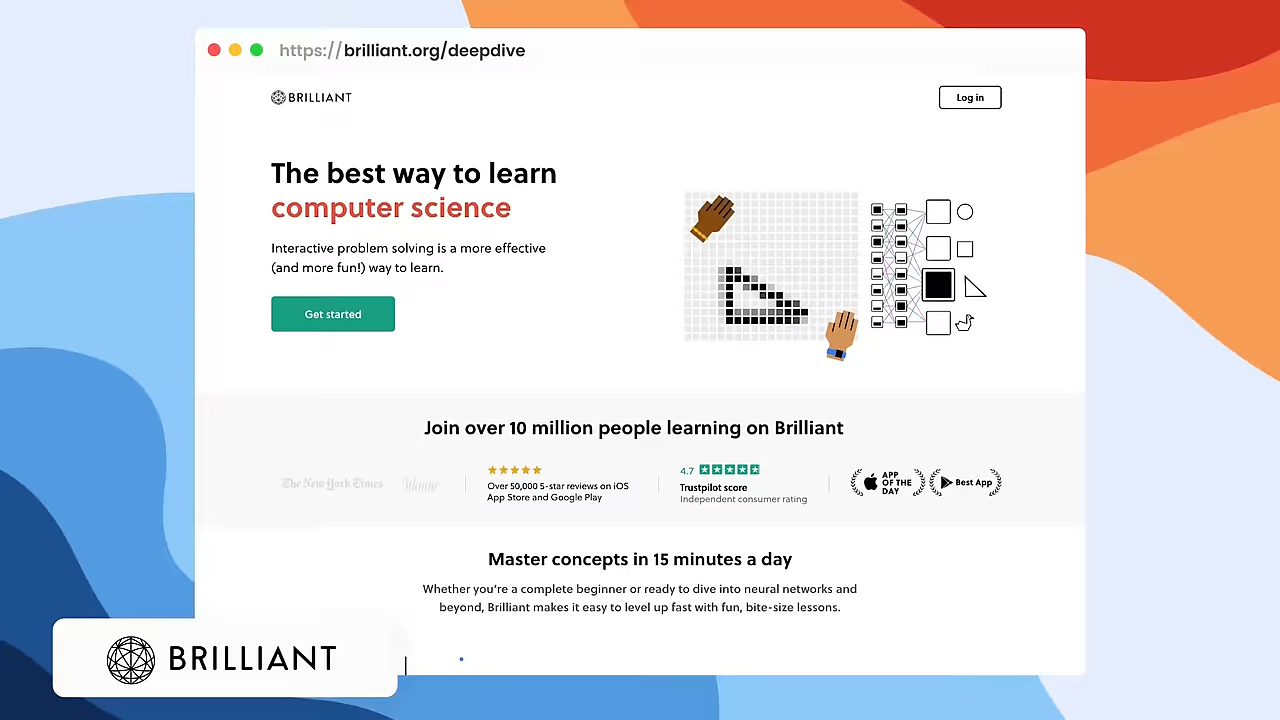 https://brilliant.org/deepdive
BRILLIANT
Log in
The best way to learn
computer science
Interactive problem solving is a more effective
(and more fun!) way to learn.
Get started
Join over 10 million people learning on Brilliant
The New York Times
Over 50,000 5-star reviews on iOS
App Store and Google Play
4.7
Trustpilot score
Independent consumer rating
APP
OF THE
DAY
Best App
Master concepts in 15 minutes a day
Whether you're a complete beginner or ready to dive into neural networks and
beyond, Brilliant makes it easy to level up fast with fun, bite-size lessons.
BRILLIANT